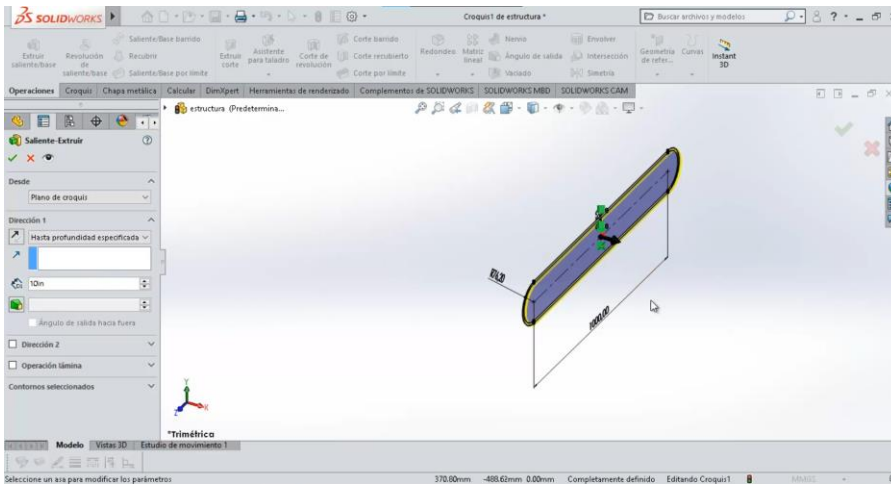 SOLIDWORKS
Croquis1 de estructura *
Buscar archivos y modelos
Extruir saliente/base
Revolución de saliente/base
Saliente/Base barrido
Recubrir
Saliente/Base por límite
Extruir corte
Asistente para taladro
Corte de revolución
Corte barrido
Corte recubierto
Corte por límite
Redondeo
Matriz lineal
Nervio
Ángulo de salida
Vaciado
Envolver
Intersección
Simetría
Geometría de refer...
Curvas
Instant 3D
Operaciones
Croquis
Chapa metálica
Calcular
DimXpert
Herramientas de renderizado
Complementos de SOLIDWORKS
SOLIDWORKS MBD
SOLIDWORKS CAM
estructura (Predetermina...
Saliente-Extruir
Desde
Plano de croquis
Dirección 1
Hasta profundidad especificada
10in
Ángulo de salida hacia fuera
Dirección 2
Operación lámina
Contornos seleccionados
1000.00
Y
X
Z
*Trimétrica
Modelo
Vistas 3D
Estudio de movimiento 1
Seleccione un asa para modificar los parámetros
370.80mm
-488.62mm
0.00mm
Completamente definido
Editando Croquis1